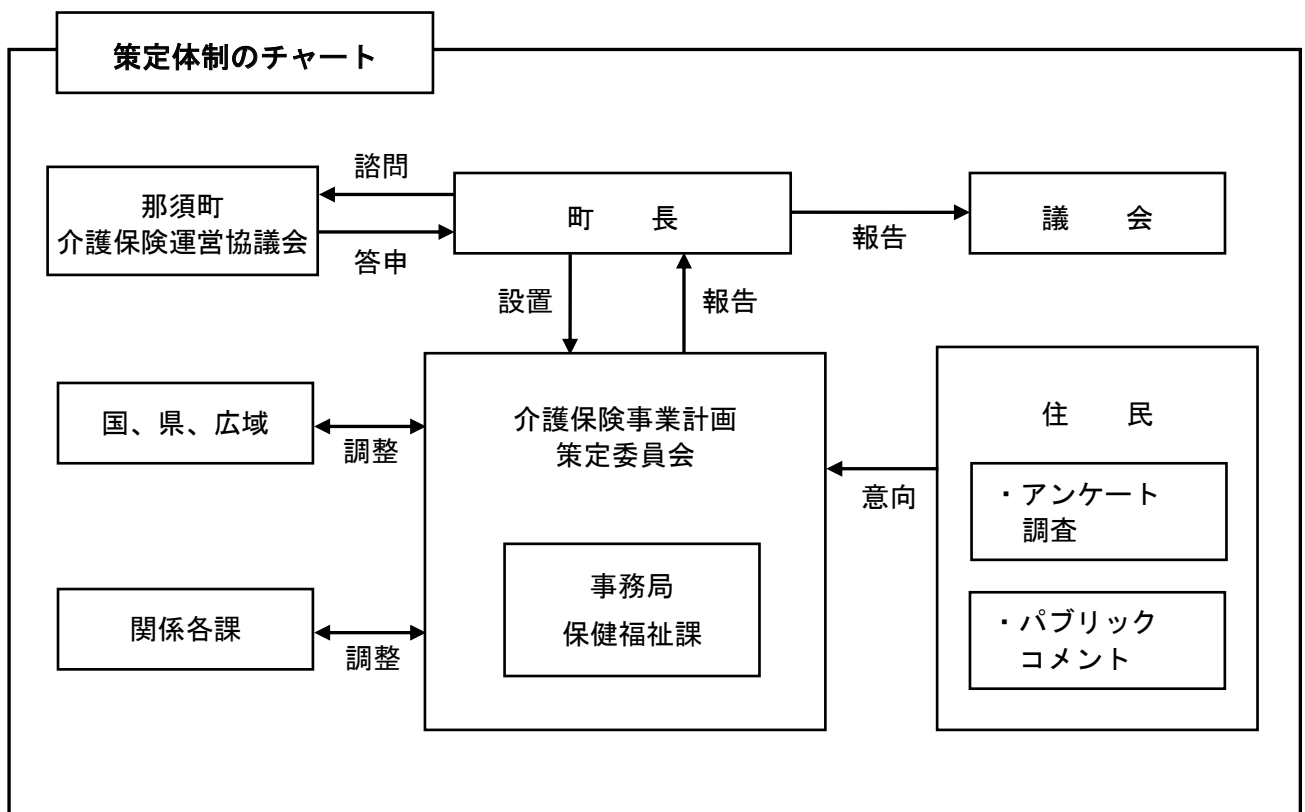 策定体制のチャート
諮問
那須町
介護保険運営協議会
答申
町　　長
報告
議　　会
設置
報告
国、県、広域
調整
介護保険事業計画
策定委員会
事務局
保健福祉課
関係各課
調整
意向
住　　民
・アンケート
調査
・パブリック
コメント